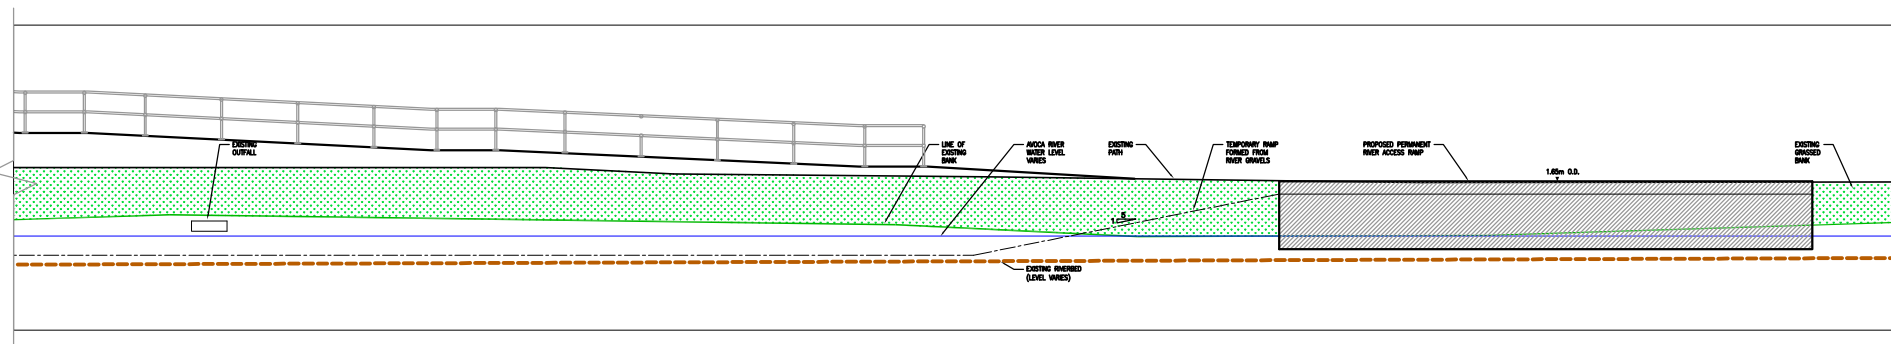 EXISTING
OUTFALL
LINE OF
EXISTING
BANK
AVOCA RIVER
WATER LEVEL
VARIES
EXISTING
PATH
TEMPORARY RAMP
FORMED FROM
RIVER GRAVELS
PROPOSED PERMANENT
RIVER ACCESS RAMP
1.65m O.D.
EXISTING
GRASSED
BANK
5
1
EXISTING RIVERBED
(LEVEL VARIES)